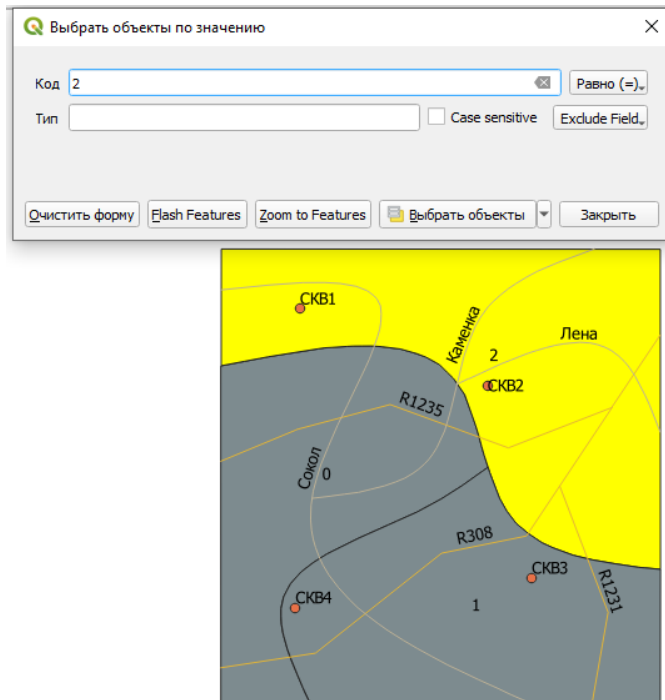 Выбрать объекты по значению
Код 2 Равно (=)
Тип Case sensitive Exclude Field
Очистить форму Flash Features Zoom to Features Выбрать объекты Закрыть
СКВ1
Каменка
Лена
2
СКВ2
R1235
Сокол
0
R308
СКВ3
R1231
СКВ4
1